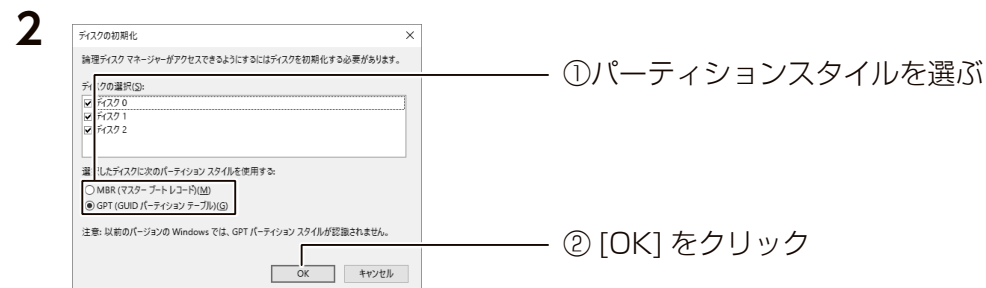 2
ディスクの初期化
論理ディスク マネージャーがアクセスできるようにするにはディスクを初期化する必要があります。
ディスクの選択(S):
ディスク 0
ディスク 1
ディスク 2
選択したディスクに次のパーティション スタイルを使用する:
MBR (マスター ブート レコード)(M)
GPT (GUID パーティション テーブル)(G)
注意: 以前のバージョンの Windows では、GPT パーティション スタイルが認識されません。
OK キャンセル
①パーティションスタイルを選ぶ
② [OK] をクリック